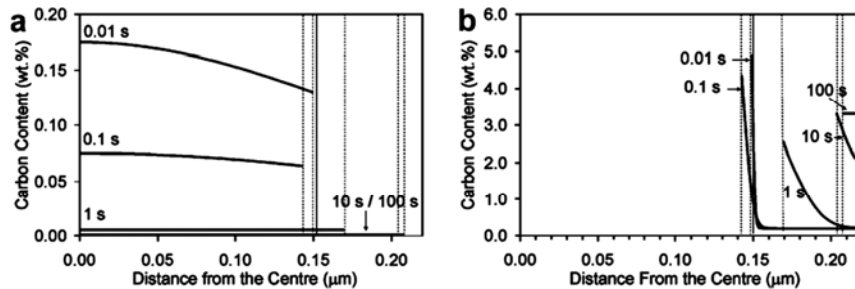 a
0.20
0.15
0.10
0.05
0.00
Carbon Content (wt.%)
0.01 s
0.1 s
1 s
10 s / 100 s
0.00 0.05 0.10 0.15 0.20
Distance from the Centre (µm)
b
6.0
5.0
4.0
3.0
2.0
1.0
0.0
Carbon Content (wt.%)
0.01 s
0.1 s
100 s
10 s
1 s
0.00 0.05 0.10 0.15 0.20
Distance From the Centre (µm)